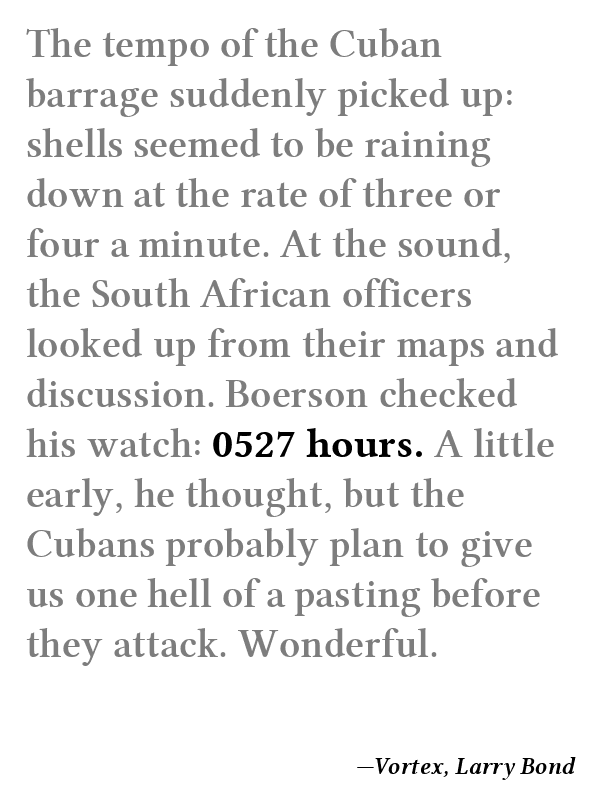 The tempo of the Cuban
barrage suddenly picked up:
shells seemed to be raining
down at the rate of three or
four a minute. At the sound,
the South African officers
looked up from their maps and
discussion. Boerson checked
his watch: 0527 hours. A little
early, he thought, but the
Cubans probably plan to give
us one hell of a pasting before
they attack. Wonderful.
—Vortex, Larry Bond